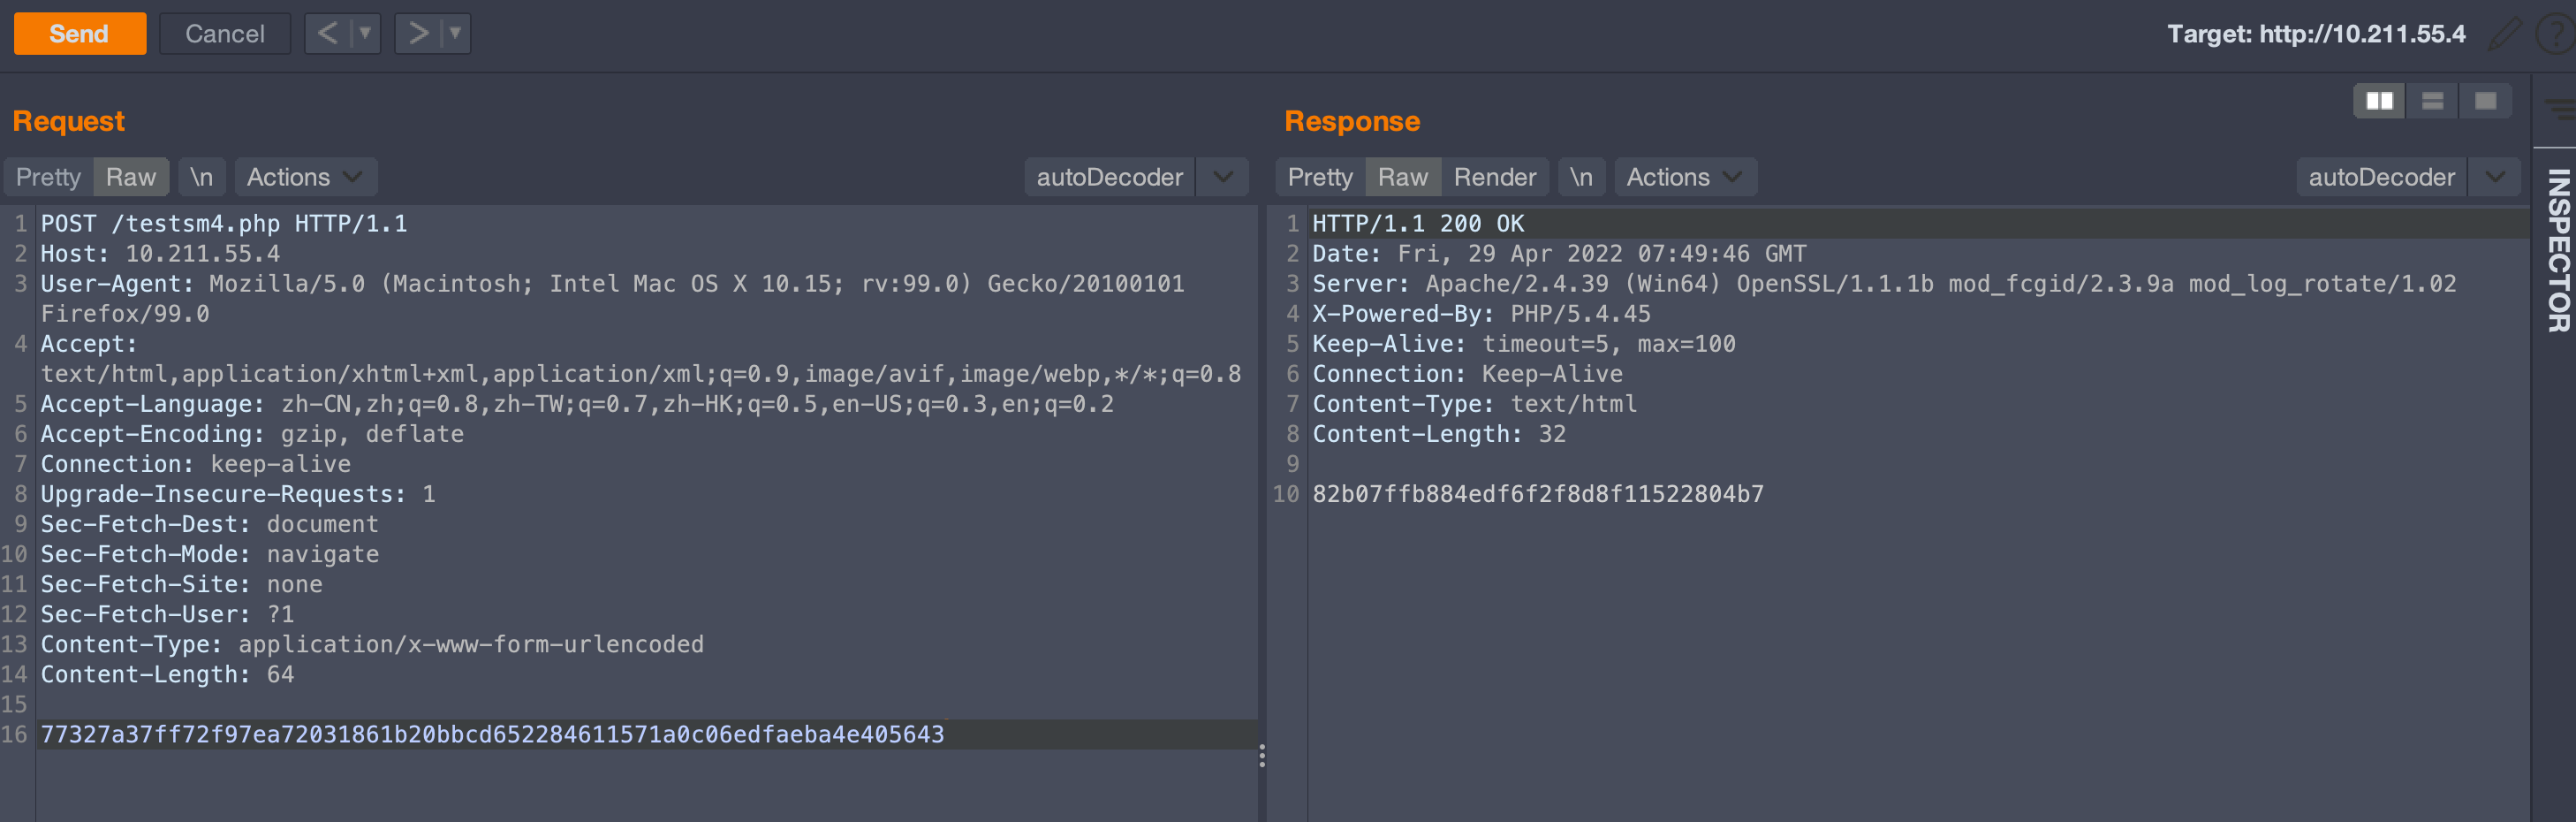 Send Cancel < ▼ > ▼ Target: http://10.211.55.4 ?
Request
Pretty Raw \n Actions autoDecoder
1 POST /testsm4.php HTTP/1.1
2 Host: 10.211.55.4
3 User-Agent: Mozilla/5.0 (Macintosh; Intel Mac OS X 10.15; rv:99.0) Gecko/20100101
Firefox/99.0
4 Accept:
text/html,application/xhtml+xml,application/xml;q=0.9,image/avif,image/webp,*/*;q=0.8
5 Accept-Language: zh-CN,zh;q=0.8,zh-TW;q=0.7,zh-HK;q=0.5,en-US;q=0.3,en;q=0.2
6 Accept-Encoding: gzip, deflate
7 Connection: keep-alive
8 Upgrade-Insecure-Requests: 1
9 Sec-Fetch-Dest: document
10 Sec-Fetch-Mode: navigate
11 Sec-Fetch-Site: none
12 Sec-Fetch-User: ?1
13 Content-Type: application/x-www-form-urlencoded
14 Content-Length: 64
15
16 77327a37ff72f97ea72031861b20bbcd652284611571a0c06edfaeba4e405643
Response
Pretty Raw Render \n Actions autoDecoder
1 HTTP/1.1 200 OK
2 Date: Fri, 29 Apr 2022 07:49:46 GMT
3 Server: Apache/2.4.39 (Win64) OpenSSL/1.1.1b mod_fcgid/2.3.9a mod_log_rotate/1.02
4 X-Powered-By: PHP/5.4.45
5 Keep-Alive: timeout=5, max=100
6 Connection: Keep-Alive
7 Content-Type: text/html
8 Content-Length: 32
9
10 82b07ffb884edf6f2f8d8f11522804b7
INSPECTOR